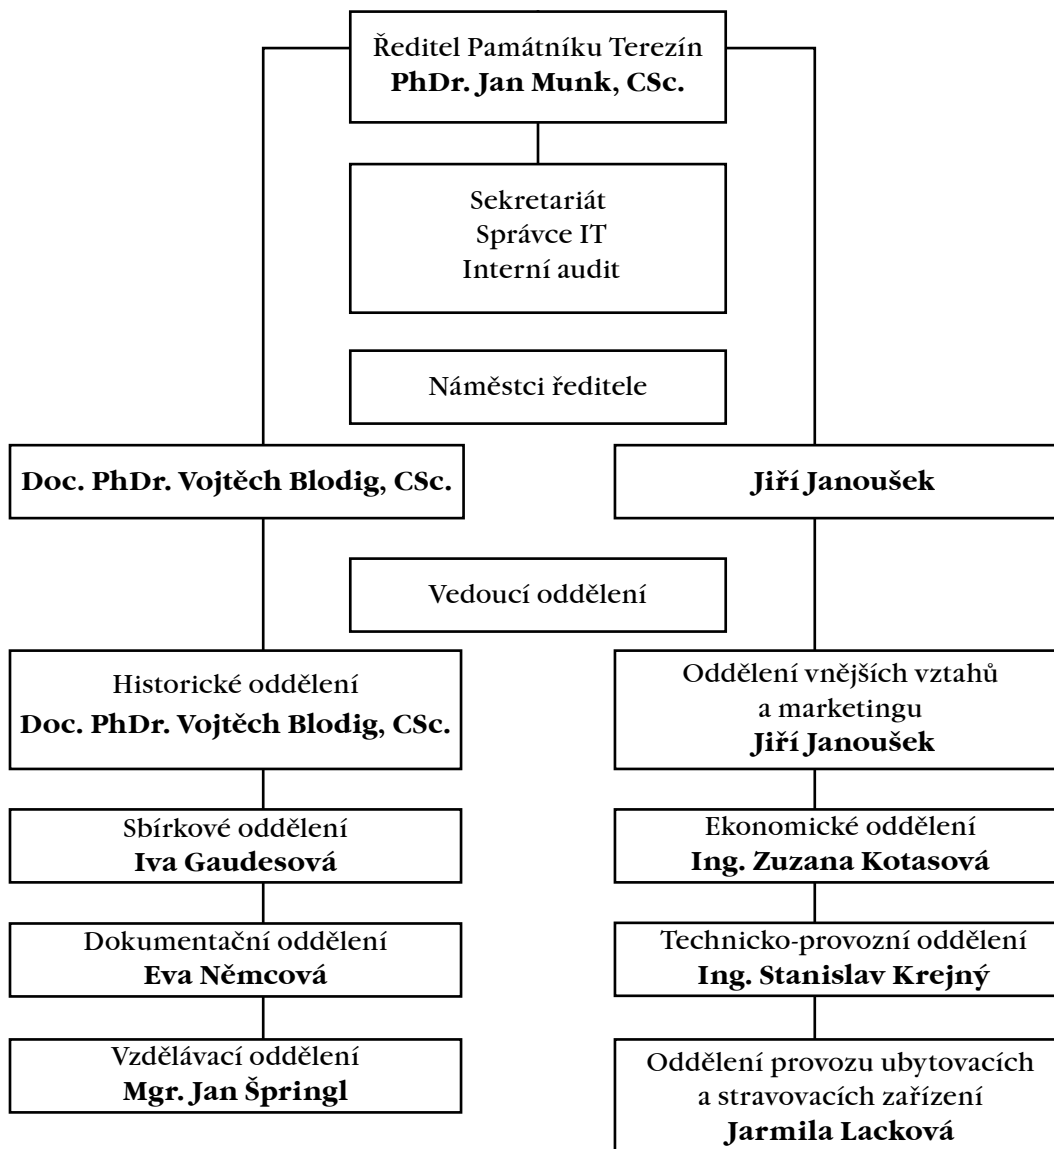 Ředitel Památníku Terezín
PhDr. Jan Munk, CSc.
Sekretariát
Správce IT
Interní audit
Náměstci ředitele
Doc. PhDr. Vojtěch Blodig, CSc.
Jiří Janoušek
Vedoucí oddělení
Historické oddělení
Doc. PhDr. Vojtěch Blodig, CSc.
Oddělení vnějších vztahů
a marketingu
Jiří Janoušek
Sbírkové oddělení
Iva Gaudesová
Ekonomické oddělení
Ing. Zuzana Kotasová
Dokumentační oddělení
Eva Němcová
Technicko-provozní oddělení
Ing. Stanislav Krejný
Vzdělávací oddělení
Mgr. Jan Špringl
Oddělení provozu ubytovacích
a stravovacích zařízení
Jarmila Lacková